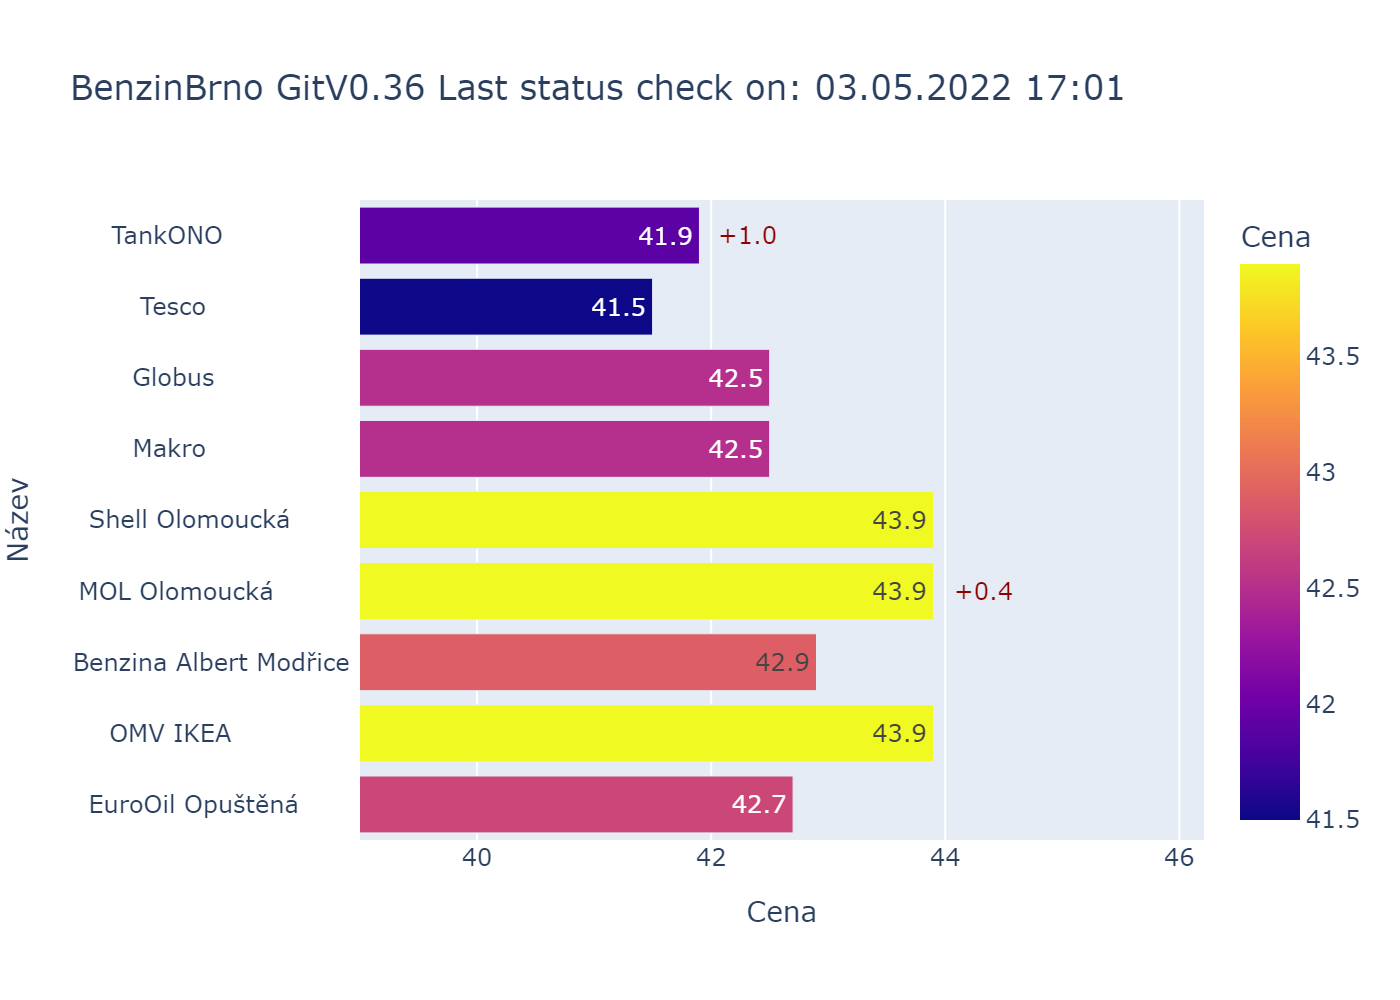 BenzinBrno GitV0.36 Last status check on: 03.05.2022 17:01
TankONO 41.9 +1.0
Tesco 41.5
Globus 42.5
Makro 42.5
Shell Olomoucká 43.9
MOL Olomoucká 43.9 +0.4
Benzina Albert Modřice 42.9
OMV IKEA 43.9
EuroOil Opuštěná 42.7
Název
40 42 44 46
Cena
Cena
43.5
43
42.5
42
41.5